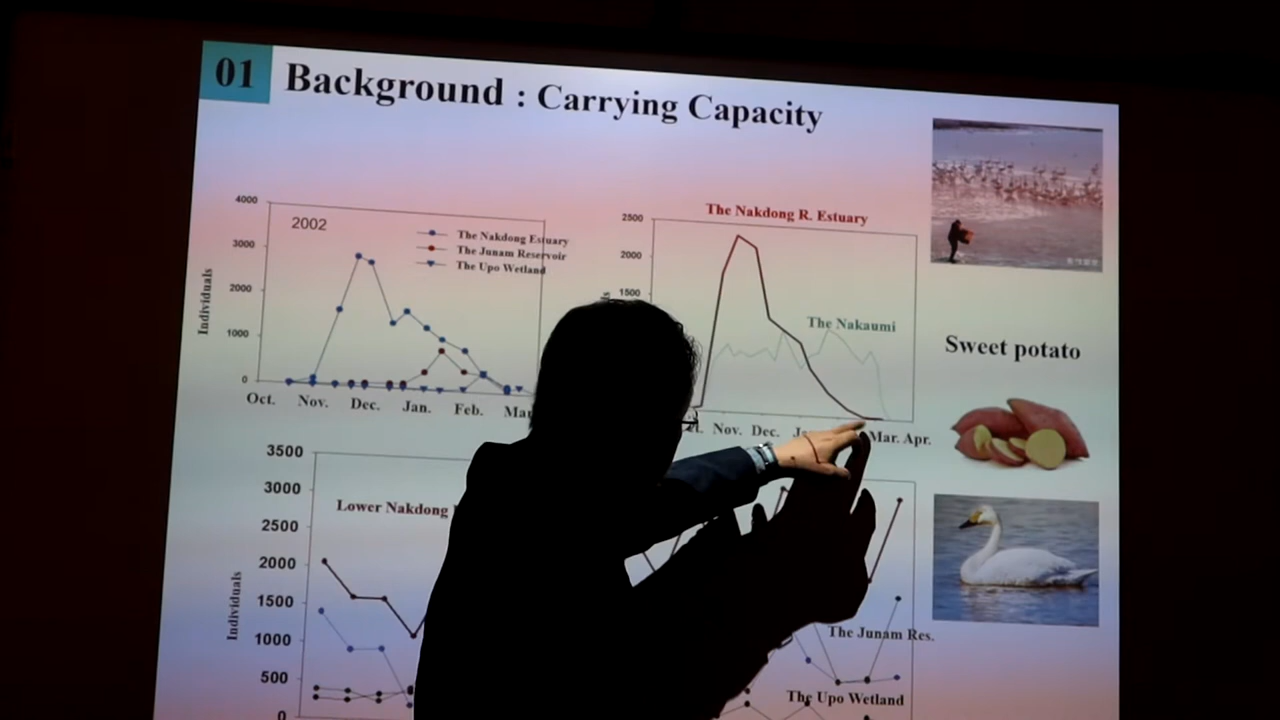 01
Background : Carrying Capacity
4000
3000
2000
1000
0
Individuals
2002
The Nakdong Estuary
The Junam Reservoir
The Upo Wetland
Oct. Nov. Dec. Jan. Feb.
The Nakdong R. Estuary
2500
2000
1500
The Nakaumi
Nov. Dec.
Mar. Apr.
Sweet potato
3500
3000
2500
2000
1500
1000
500
0
Individuals
Lower Nakdong
The Junam Res.
The Upo Wetland